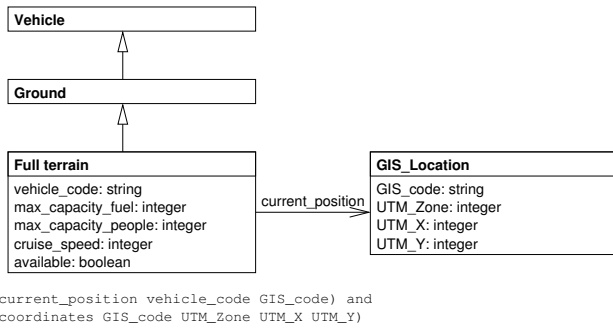 Vehicle
Ground
Full terrain
vehicle_code: string
max_capacity_fuel: integer
max_capacity_people: integer
cruise_speed: integer
available: boolean
current_position
GIS_Location
GIS_code: string
UTM_Zone: integer
UTM_X: integer
UTM_Y: integer
current_position vehicle_code GIS_code) and
coordinates GIS_code UTM_Zone UTM_X UTM_Y)